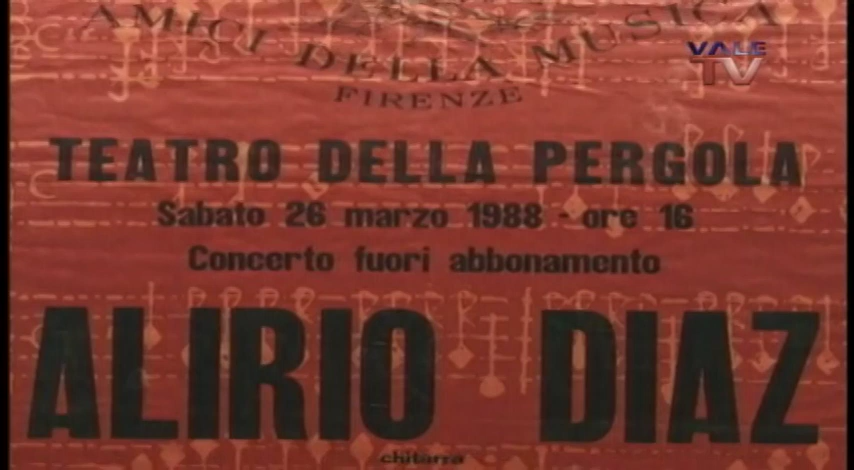 AMICI DELLA MUSICA
VALE
TV
FIRENZE
TEATRO DELLA PERGOLA
Sabato 26 marzo 1988 - ore 16
Concerto fuori abbonamento
ALIRIO DIAZ
chitarra